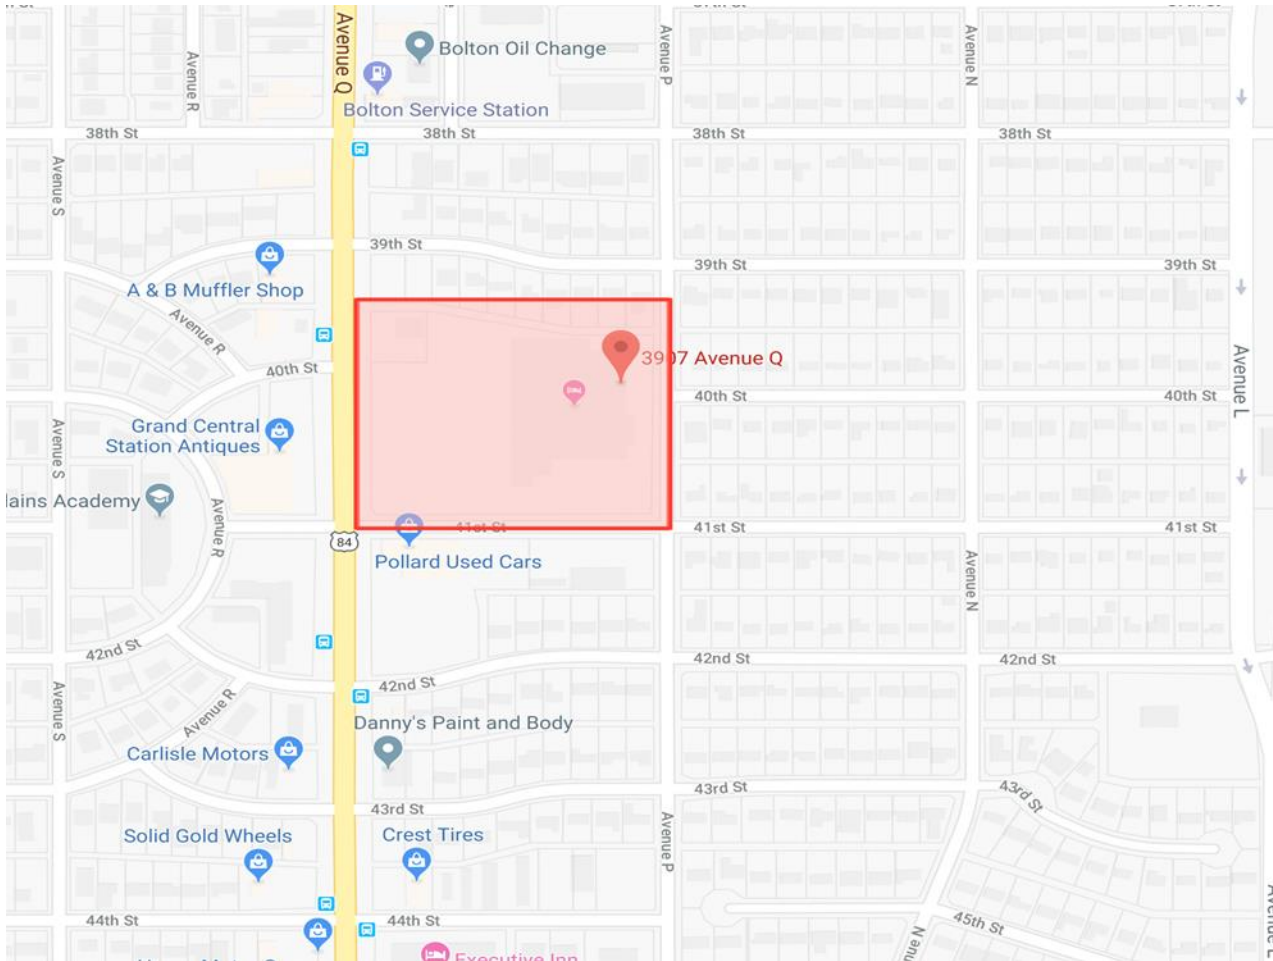 Avenue Q
Bolton Oil Change
Avenue P
Avenue N
Avenue R
Bolton Service Station
38th St
38th St
38th St
38th St
Avenue S
39th St
39th St
39th St
A & B Muffler Shop
Avenue R
3907 Avenue Q
40th St
40th St
40th St
Avenue L
Grand Central
Station Antiques
Avenue S
lains Academy
Avenue R
41st St
41st St
41st St
84
Pollard Used Cars
Avenue N
42nd St
42nd St
42nd St
42nd St
Avenue S
Avenue R
Danny's Paint and Body
Carlisle Motors
43rd St
43rd St
43rd St
Solid Gold Wheels
Crest Tires
Avenue P
44th St
44th St
45th St
nue N
Executive Inn